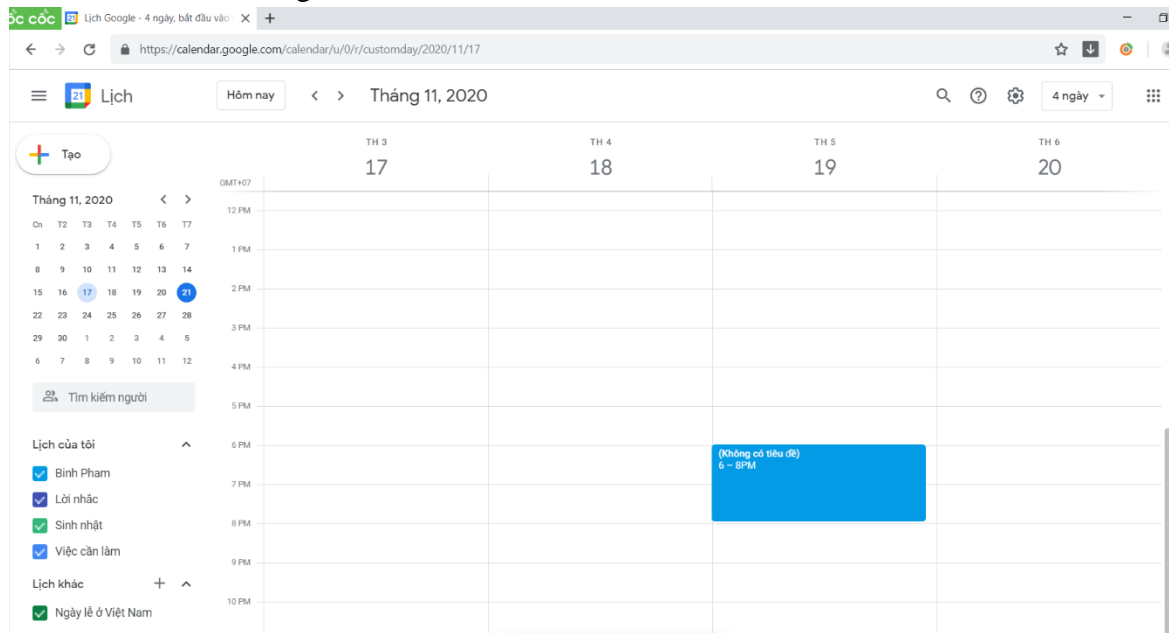 ốc cốc
21 Lịch Google - 4 ngày, bắt đầu vào
https://calendar.google.com/calendar/u/0/r/customday/2020/11/17
21 Lịch Hôm nay Tháng 11, 2020 4 ngày
Tạo
TH 3 TH 4 TH 5 TH 6
17 18 19 20
GMT+07
Tháng 11, 2020
Cn T2 T3 T4 T5 T6 T7
1 2 3 4 5 6 7
8 9 10 11 12 13 14
15 16 17 18 19 20 21
22 23 24 25 26 27 28
29 30 1 2 3 4 5
6 7 8 9 10 11 12
Tìm kiếm người
Lịch của tôi
Binh Pham
Lời nhắc
Sinh nhật
Việc cần làm
Lịch khác
Ngày lễ ở Việt Nam
12 PM
1 PM
2 PM
3 PM
4 PM
5 PM
6 PM
7 PM
8 PM
9 PM
10 PM
(Không có tiêu đề)
6 – 8PM